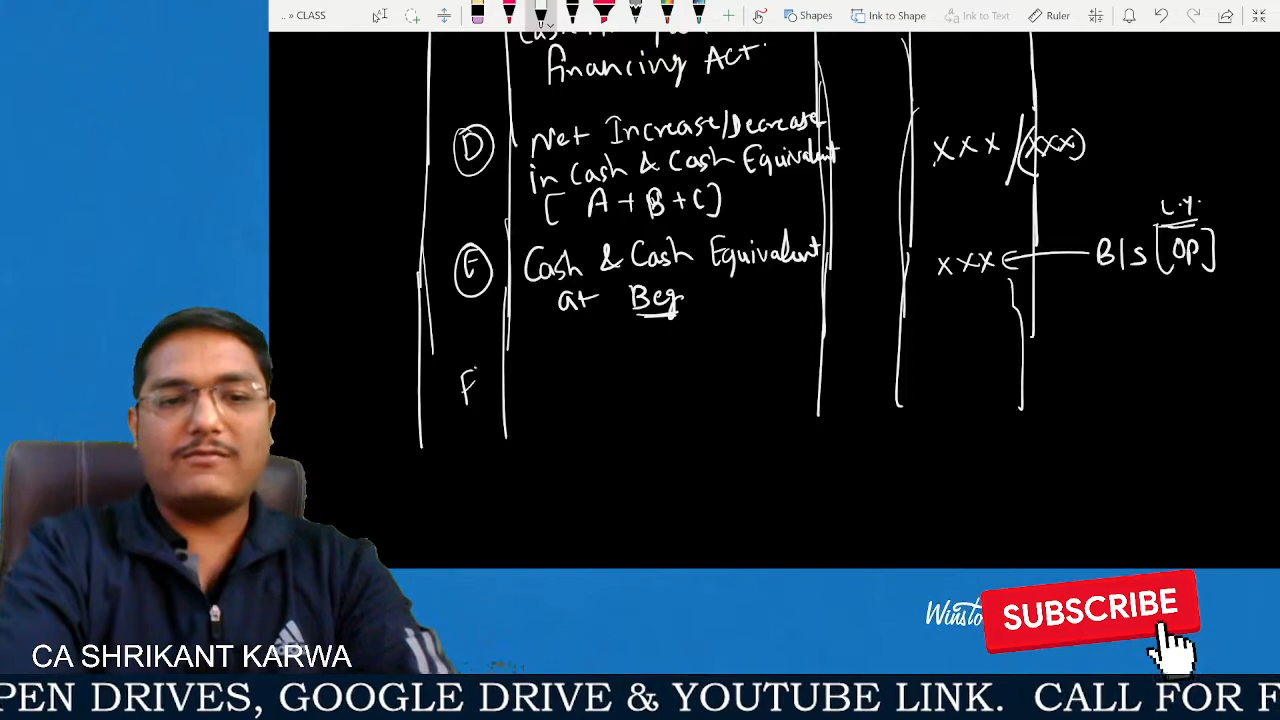 .. » CLASS
Shapes
Ink to Shape
Ink to Text
Ruler
financing Act.
D Net Increase/Decrease xxx /(xxx)
in Cash & Cash Equivalent
[ A + B + C ]
L.Y.
E Cash & Cash Equivalent xxx B/s [OP]
at Beg
F
SUBSCRIBE
CA SHRIKANT KARWA
PEN DRIVES, GOOGLE DRIVE & YOUTUBE LINK. CALL FOR F